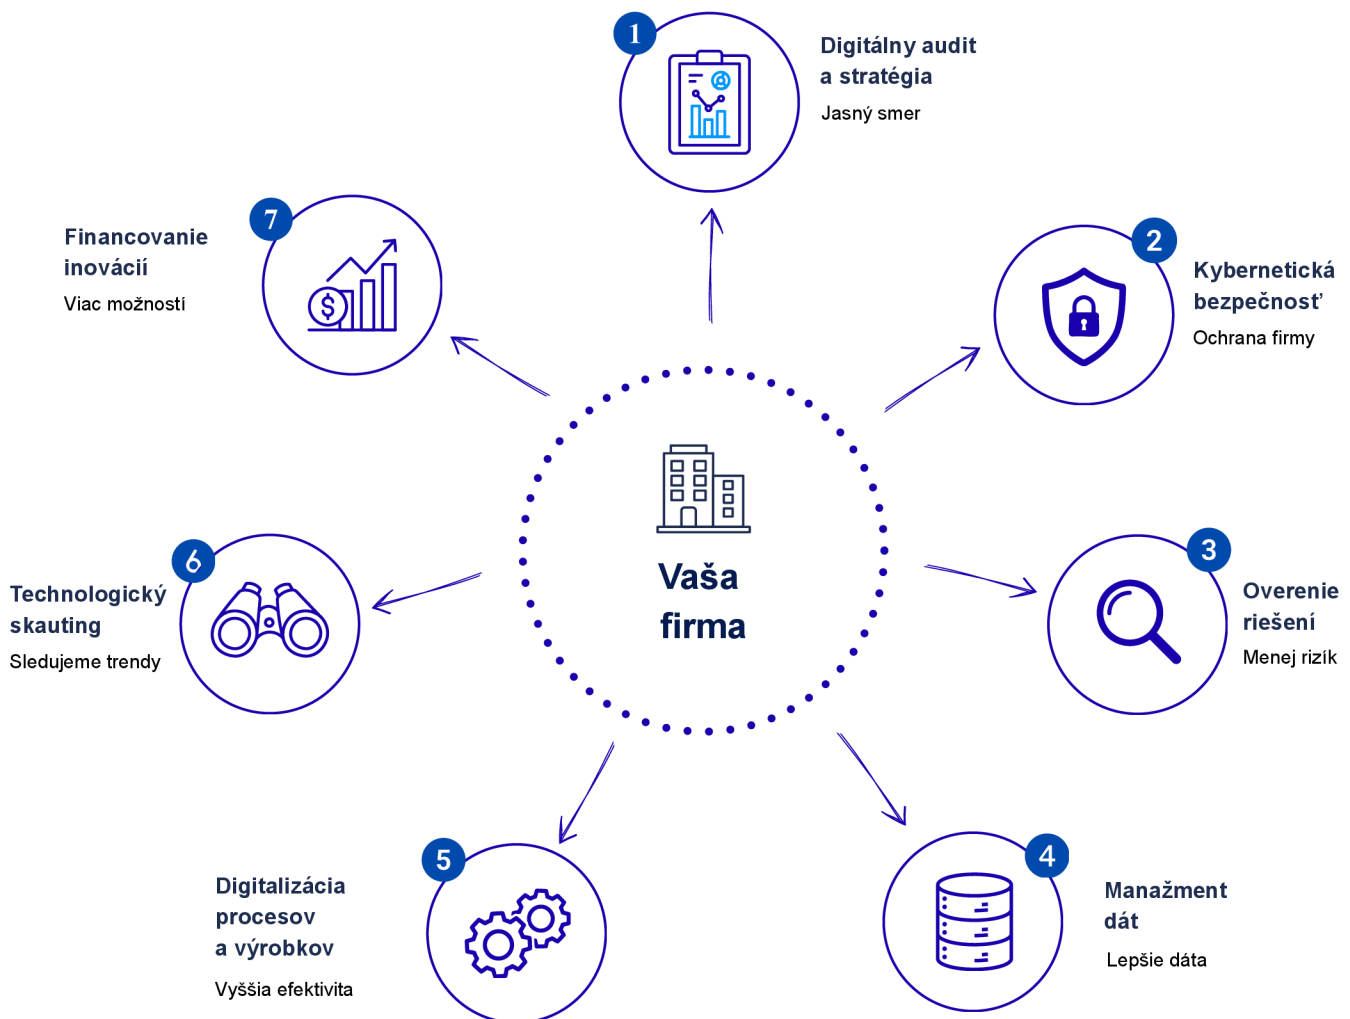 1
Digitálny audit
a stratégia
Jasný smer
2
Kybernetická
bezpečnosť
Ochrana firmy
3
Overenie
riešení
Menej rizík
4
Manažment
dát
Lepšie dáta
5
Digitalizácia
procesov
a výrobkov
Vyššia efektivita
6
Technologický
skauting
Sledujeme trendy
7
Financovanie
inovácií
Viac možností
$
Vaša
firma